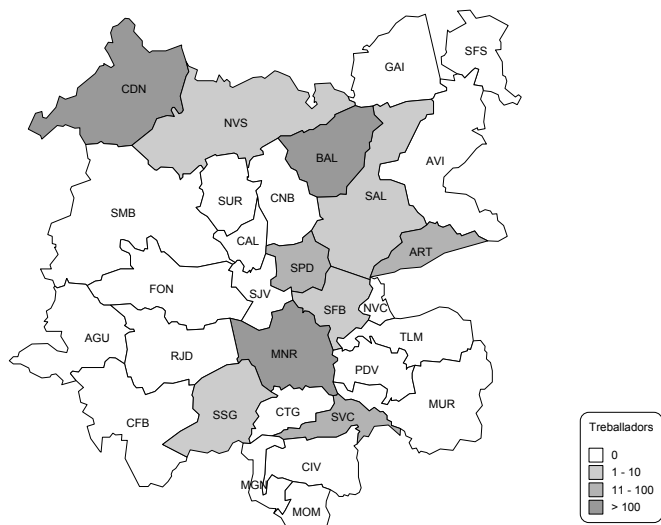 SFS
GAI
CDN
NVS
BAL
AVI
SUR
CNB
SAL
SMB
CAL
ART
SPD
FON
SJV
SFB
NVC
AGU
TLM
RJD
MNR
PDV
MUR
CFB
SSG
CTG
SVC
CIV
MGN
MOM
Treballadors
0
1 - 10
11 - 100
> 100